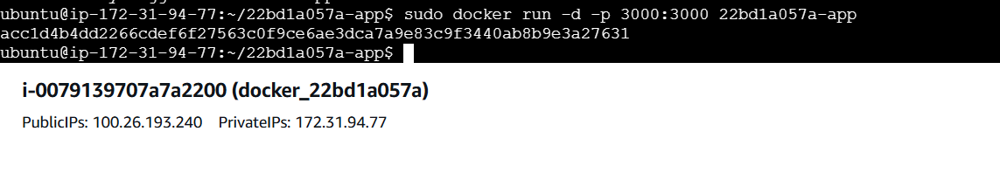 ubuntu@ip-172-31-94-77:~/22bd1a057a-app$ sudo docker run -d -p 3000:3000 22bd1a057a-app
acc1d4b4dd2266cdef6f27563c0f9ce6ae3dca7a9e83c9f3440ab8b9e3a27631
ubuntu@ip-172-31-94-77:~/22bd1a057a-app$
i-0079139707a7a2200 (docker_22bd1a057a)
PublicIPs: 100.26.193.240 PrivateIPs: 172.31.94.77